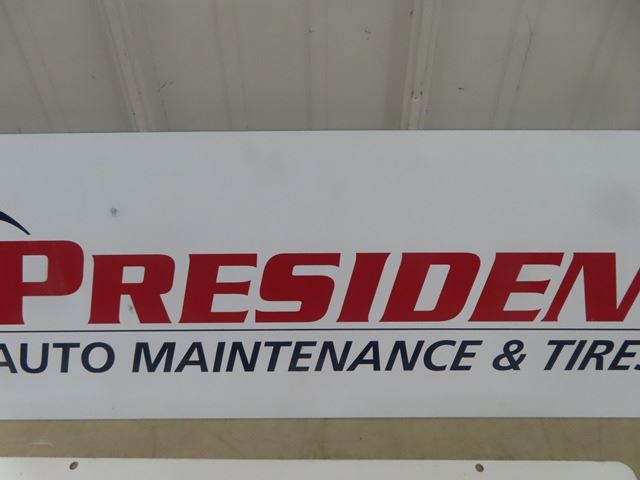 PRESIDEN
AUTO MAINTENANCE & TIRES